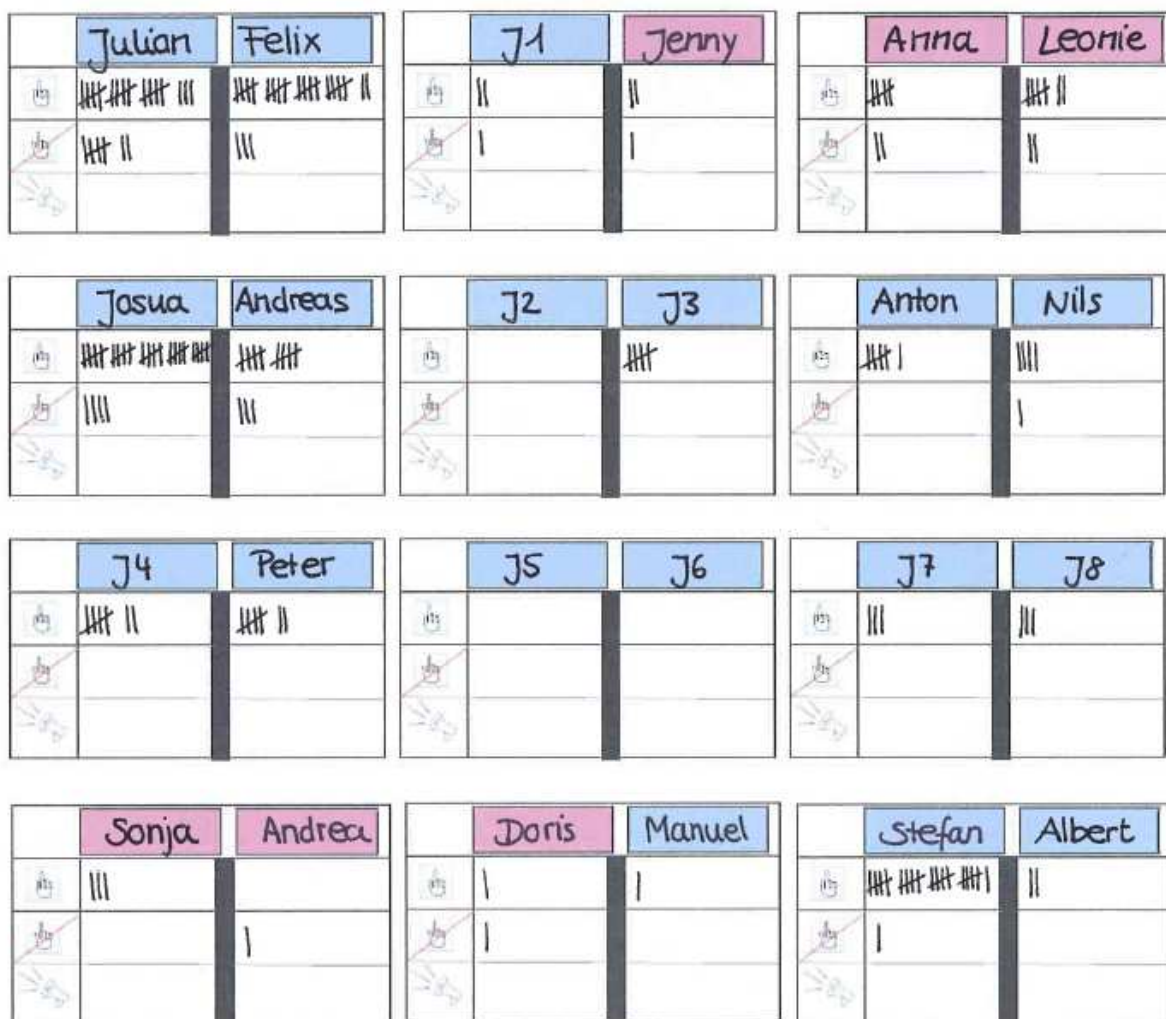 Julian Felix
J1 Jenny
Anna Leonie
Josua Andreas
J2 J3
Anton Nils
J4 Peter
J5 J6
J7 J8
Sonja Andrea
Doris Manuel
Stefan Albert